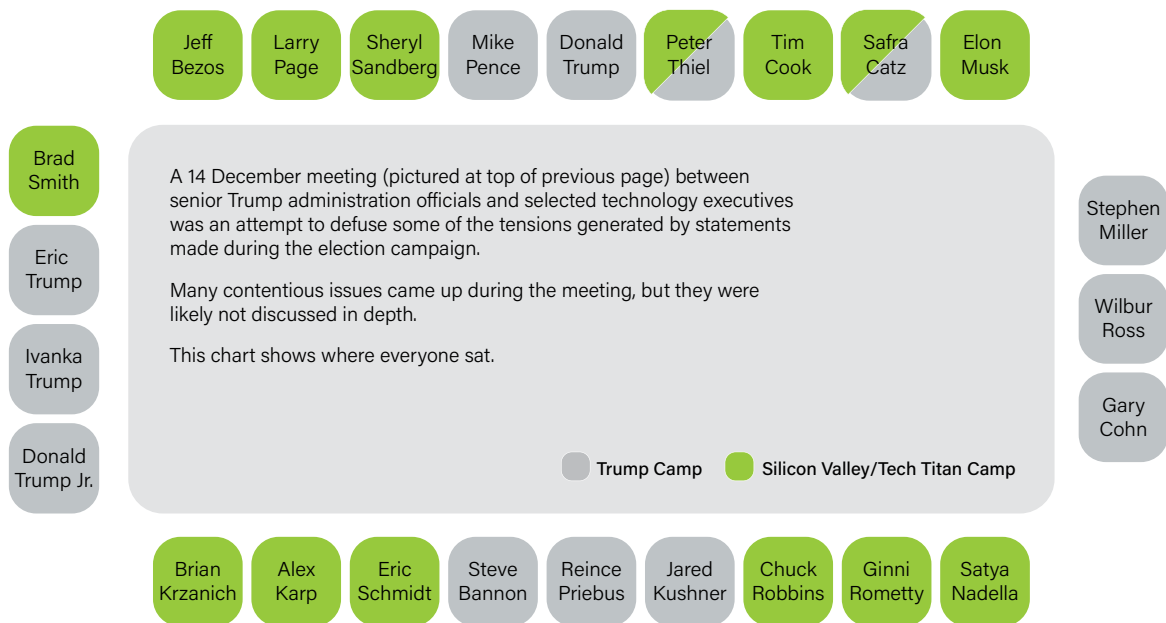 Jeff
Bezos
Larry
Page
Sheryl
Sandberg
Mike
Pence
Donald
Trump
Peter
Thiel
Tim
Cook
Safra
Catz
Elon
Musk
Brad
Smith
Eric
Trump
Ivanka
Trump
Donald
Trump Jr.
A 14 December meeting (pictured at top of previous page) between
senior Trump administration officials and selected technology executives
was an attempt to defuse some of the tensions generated by statements
made during the election campaign.
Many contentious issues came up during the meeting, but they were
likely not discussed in depth.
This chart shows where everyone sat.
Trump Camp
Silicon Valley/Tech Titan Camp
Stephen
Miller
Wilbur
Ross
Gary
Cohn
Brian
Krzanich
Alex
Karp
Eric
Schmidt
Steve
Bannon
Reince
Priebus
Jared
Kushner
Chuck
Robbins
Ginni
Rometty
Satya
Nadella